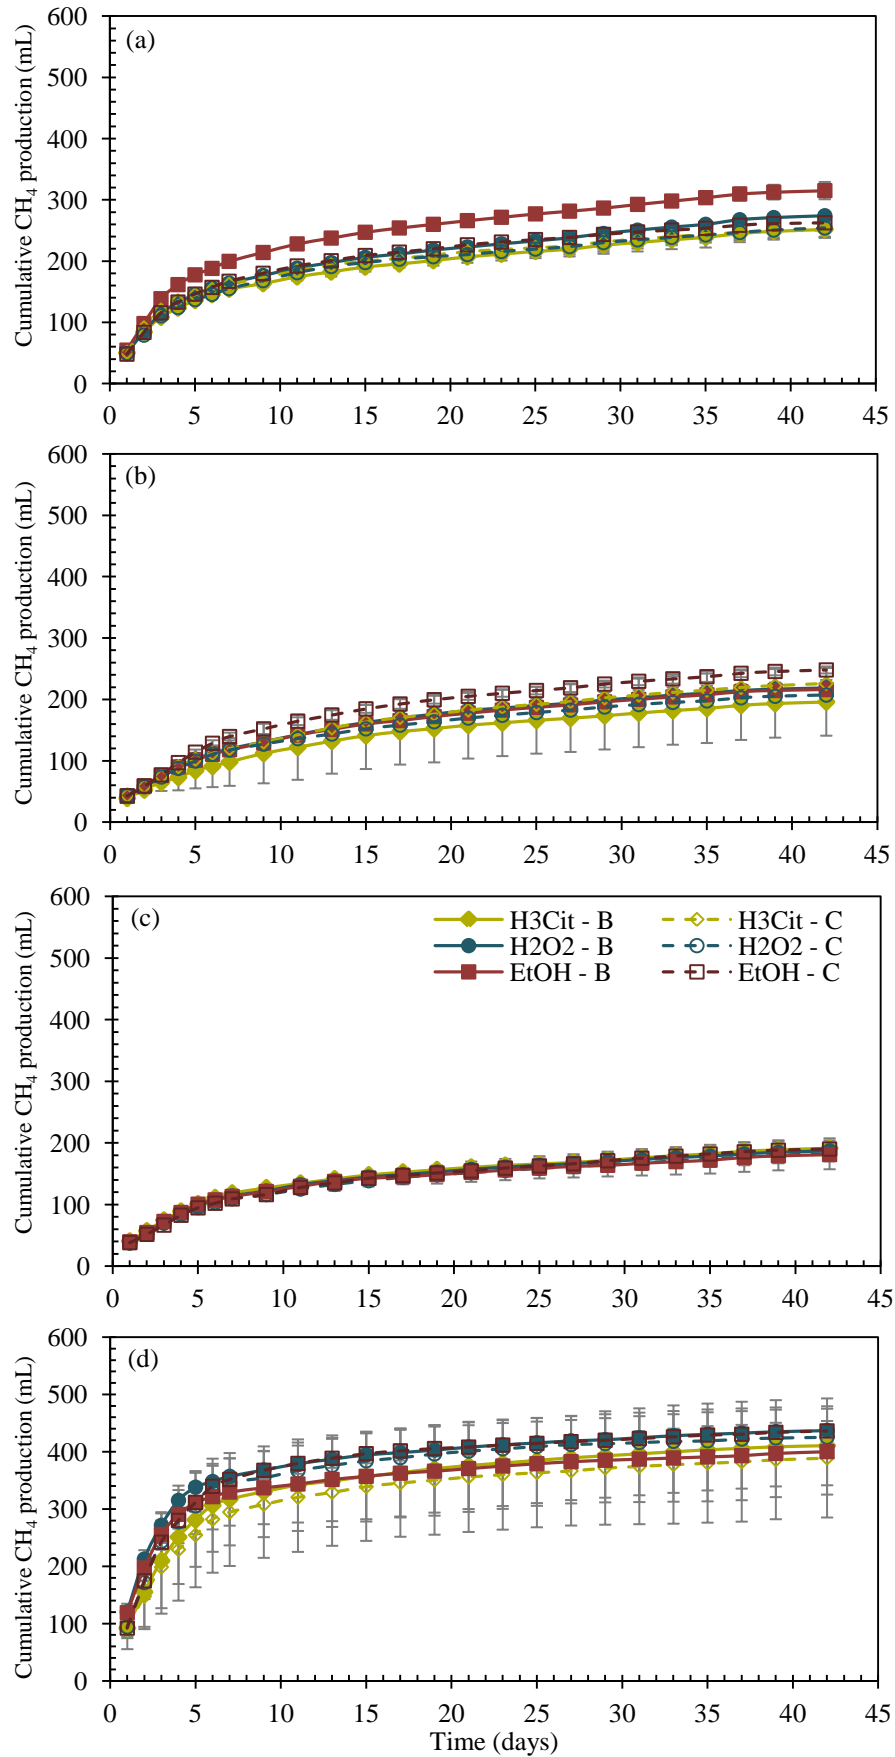 600
500
400
300
200
100
0
Cumulative CH₄ production (mL)
(a)
0 5 10 15 20 25 30 35 40 45
600
500
400
300
200
100
0
Cumulative CH₄ production (mL)
(b)
0 5 10 15 20 25 30 35 40 45
600
500
400
300
200
100
0
Cumulative CH₄ production (mL)
(c)
H3Cit - B H3Cit - C
H2O2 - B H2O2 - C
EtOH - B EtOH - C
0 5 10 15 20 25 30 35 40 45
600
500
400
300
200
100
0
Cumulative CH₄ production (mL)
(d)
0 5 10 15 20 25 30 35 40 45
Time (days)